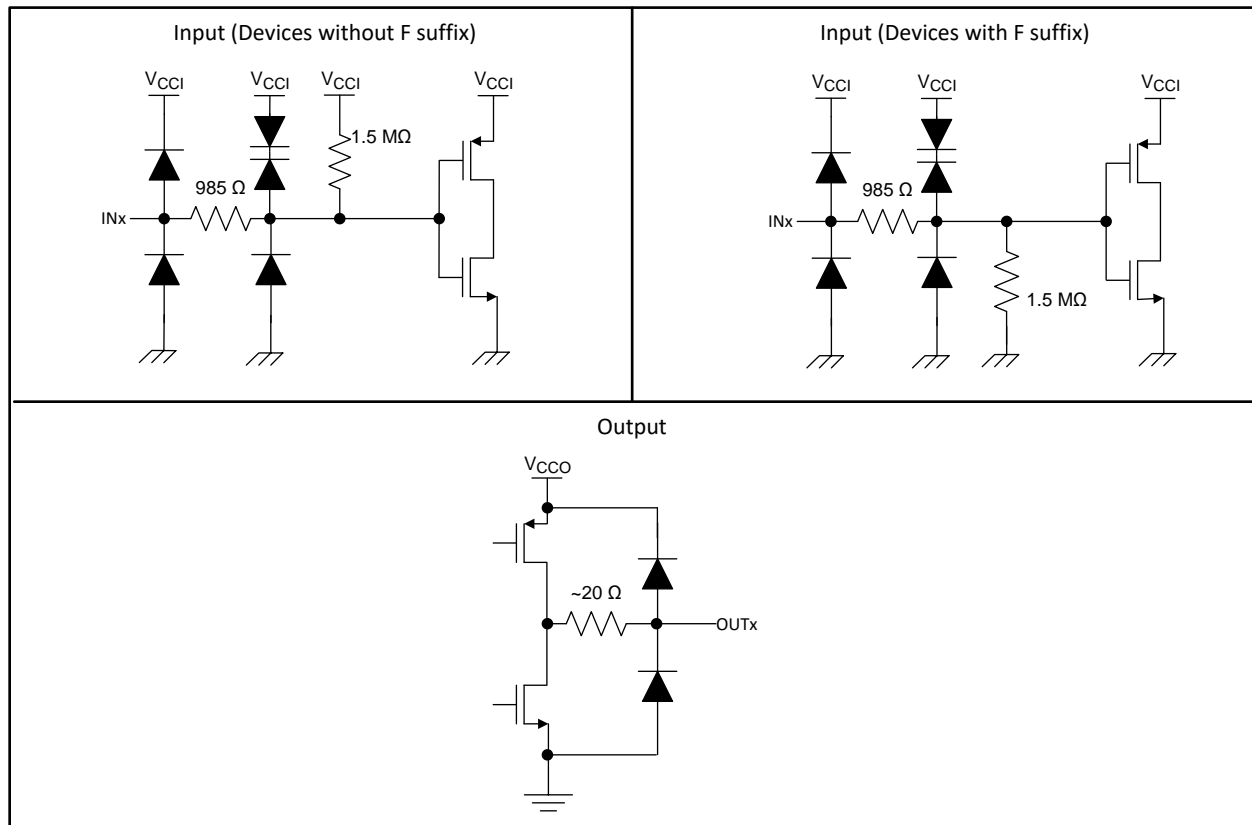 Input (Devices without F suffix)
VCCI
VCCI
VCCI
VCCI
1.5 MΩ
985 Ω
INx
Input (Devices with F suffix)
VCCI
VCCI
VCCI
985 Ω
INx
1.5 MΩ
Output
VCCO
~20 Ω
OUTx